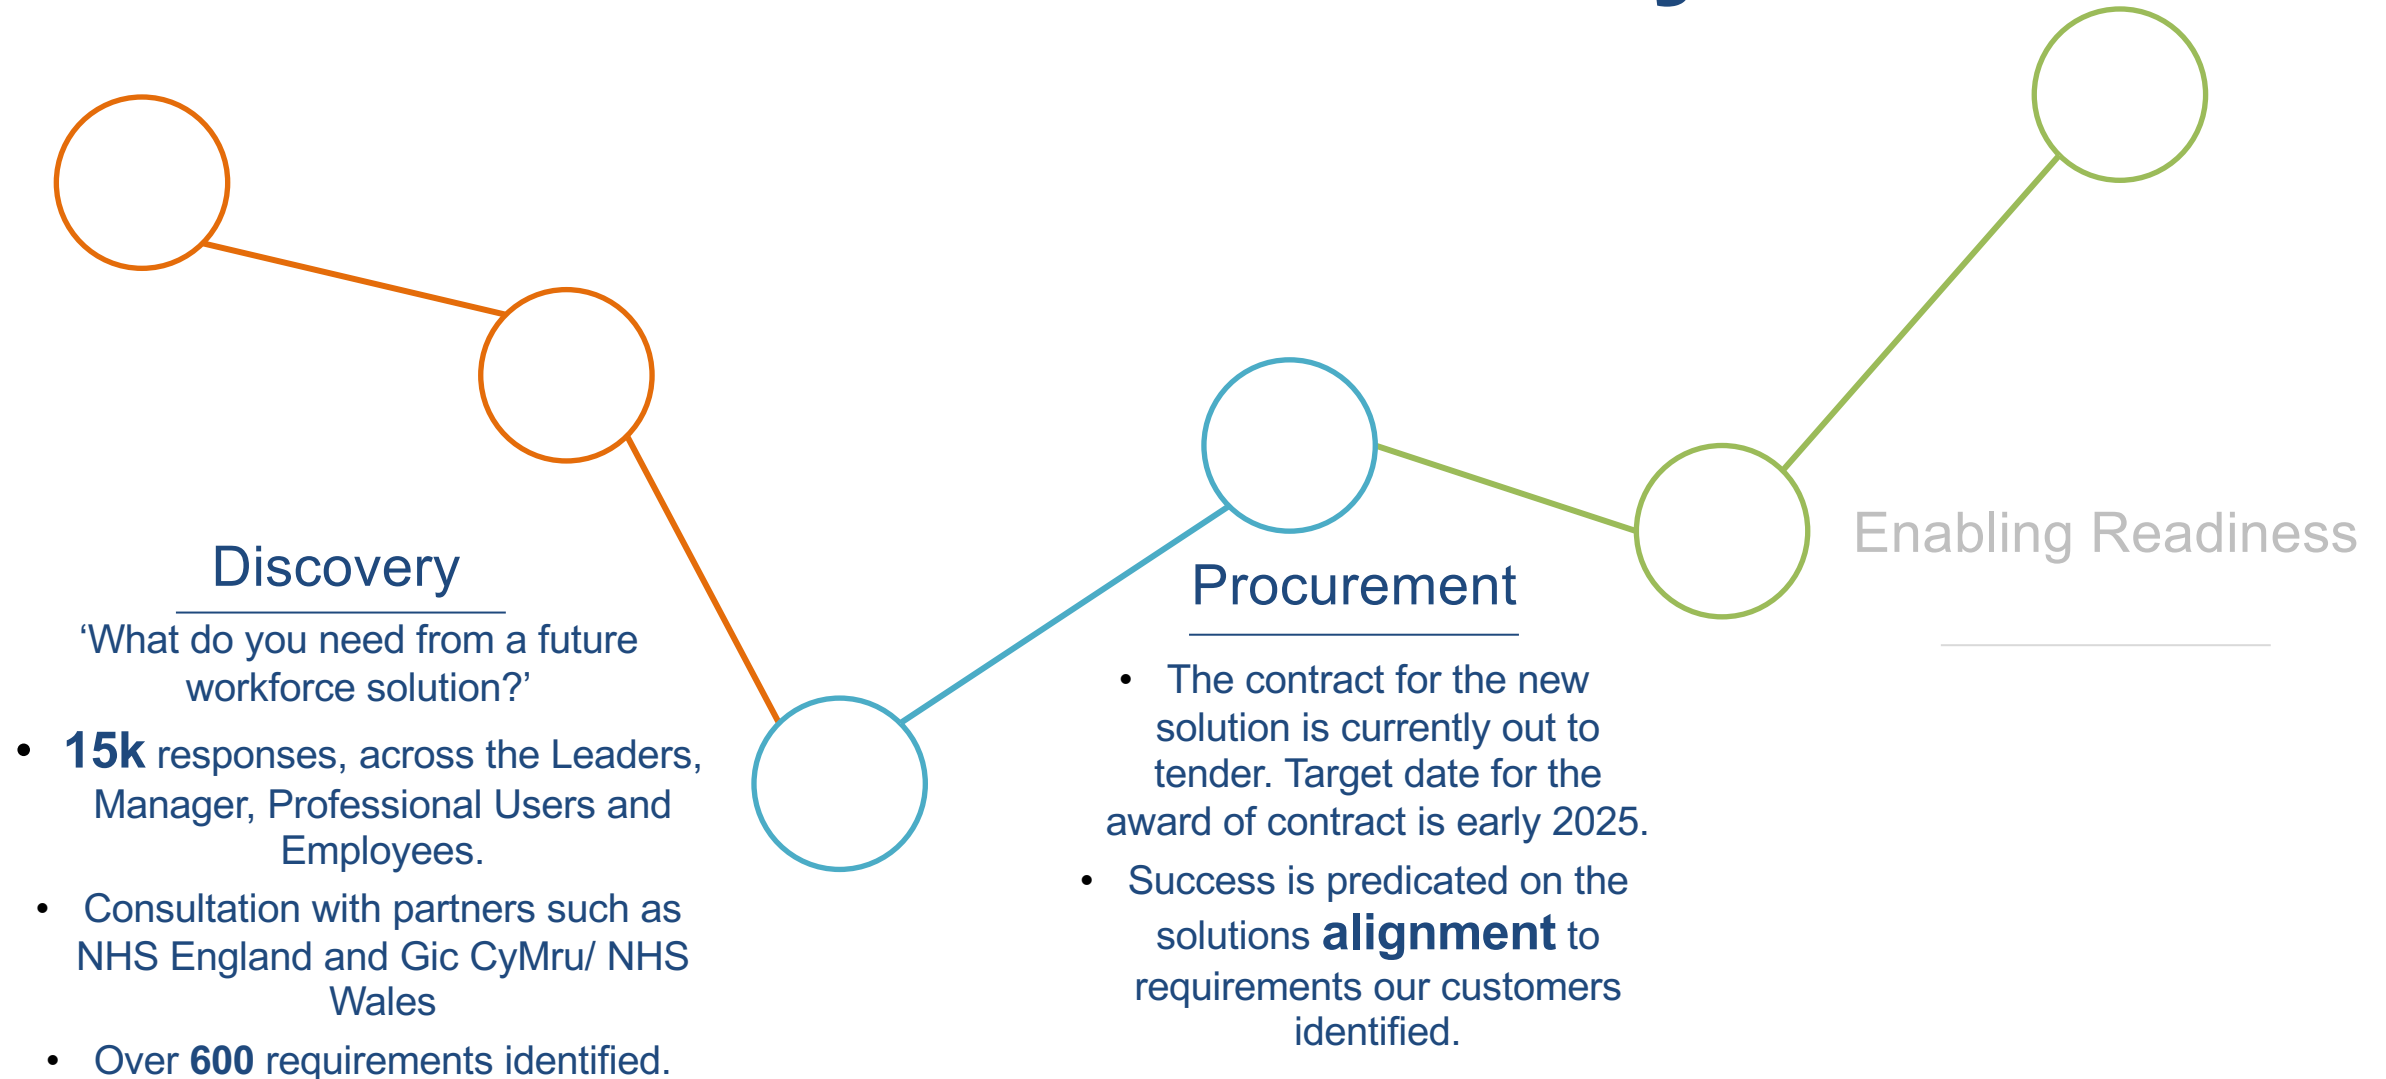 Discovery
‘What do you need from a future
workforce solution?’
• 15k responses, across the Leaders,
Manager, Professional Users and
Employees.
• Consultation with partners such as
NHS England and Gic CyMru/ NHS
Wales
• Over 600 requirements identified.
Procurement
• The contract for the new
solution is currently out to
tender. Target date for the
award of contract is early 2025.
• Success is predicated on the
solutions alignment to
requirements our customers
identified.
Enabling Readiness